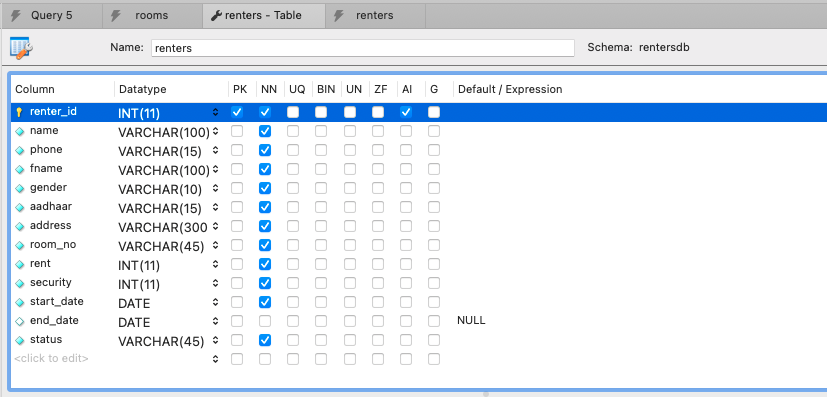 Query 5 rooms renters - Table renters
Name: renters Schema: rentersdb
Column Datatype PK NN UQ BIN UN ZF AI G Default / Expression
renter_id INT(11)
name VARCHAR(100)
phone VARCHAR(15)
fname VARCHAR(100)
gender VARCHAR(10)
aadhaar VARCHAR(15)
address VARCHAR(300
room_no VARCHAR(45)
rent INT(11)
security INT(11)
start_date DATE
end_date DATE NULL
status VARCHAR(45)
<click to edit>